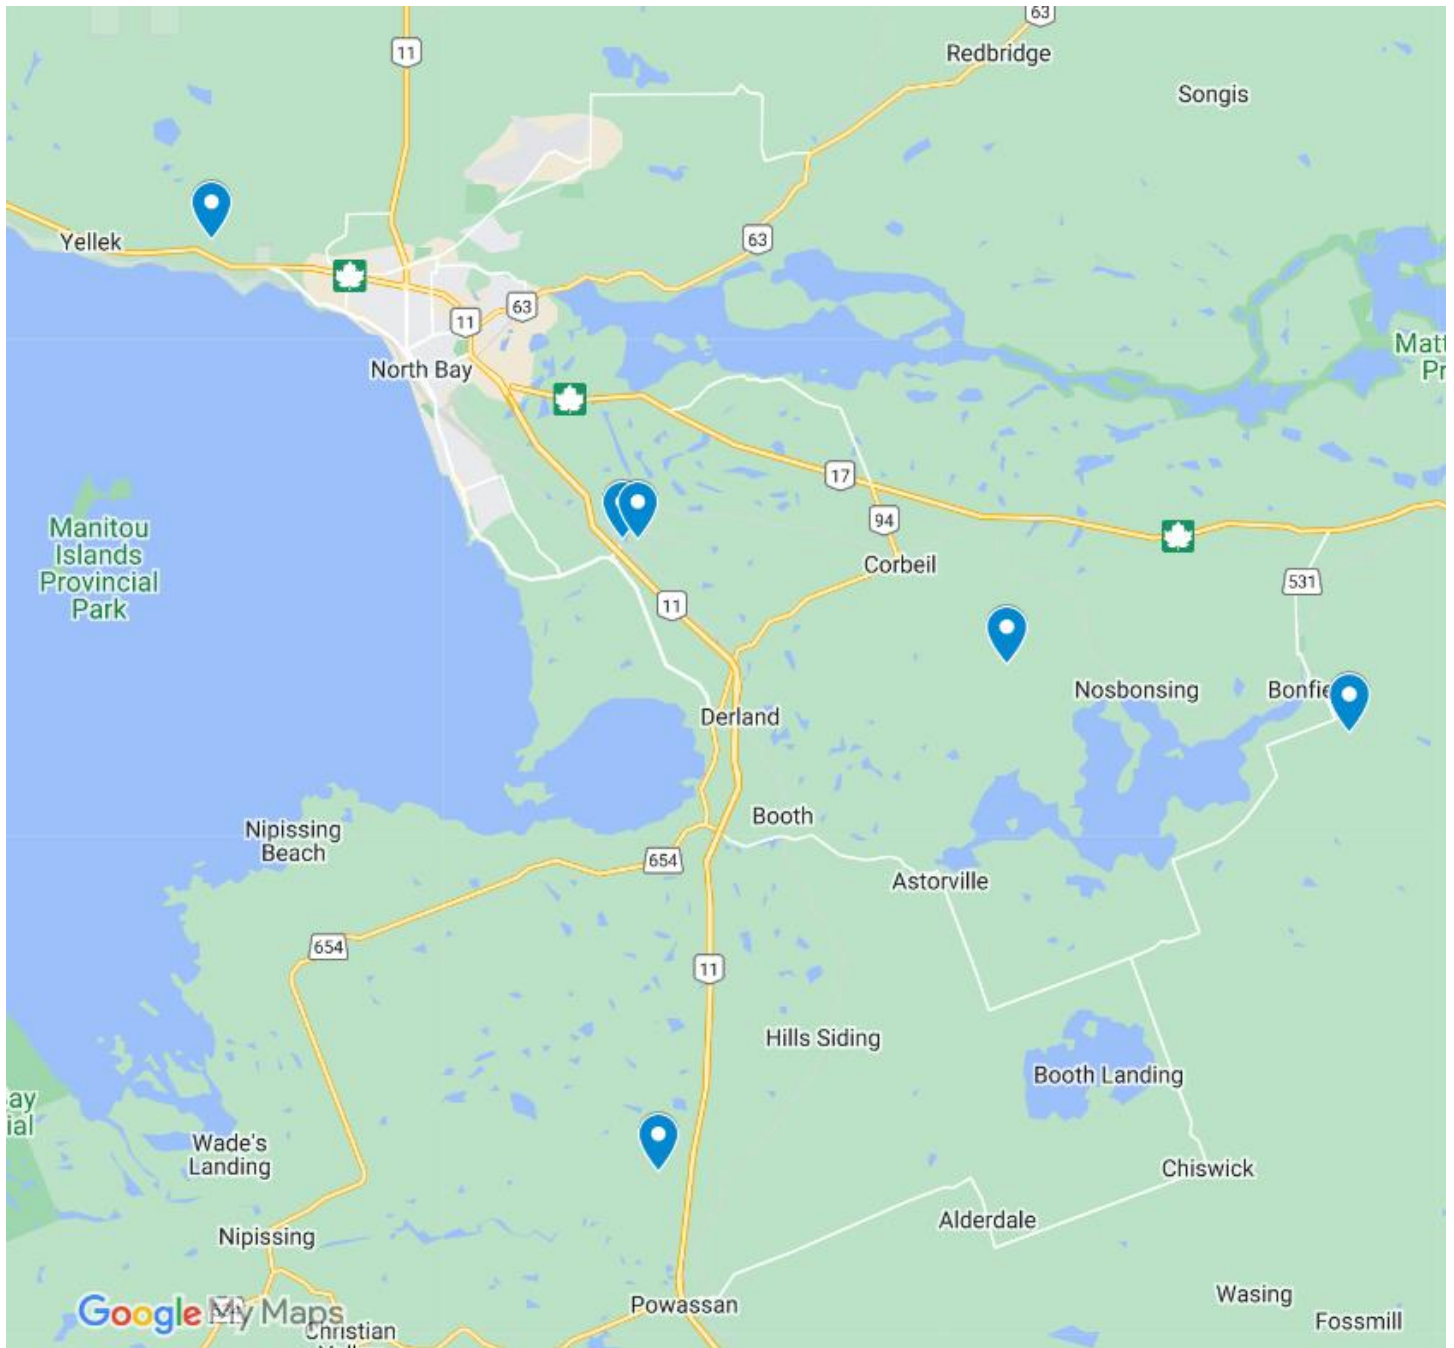 63
11
Redbridge
Songis
Yellek
63
63
11
Matt
Pr
North Bay
17
Manitou
Islands
Provincial
Park
94
Corbeil
531
11
Nosbonsing
Bonfie
Derland
Booth
Nipissing
Beach
654
Astorville
654
11
Hills Siding
Booth Landing
ay
ial
Wade's
Landing
Chiswick
Alderdale
Nipissing
Wasing
Powassan
Google My Maps
Fossmill
Christian